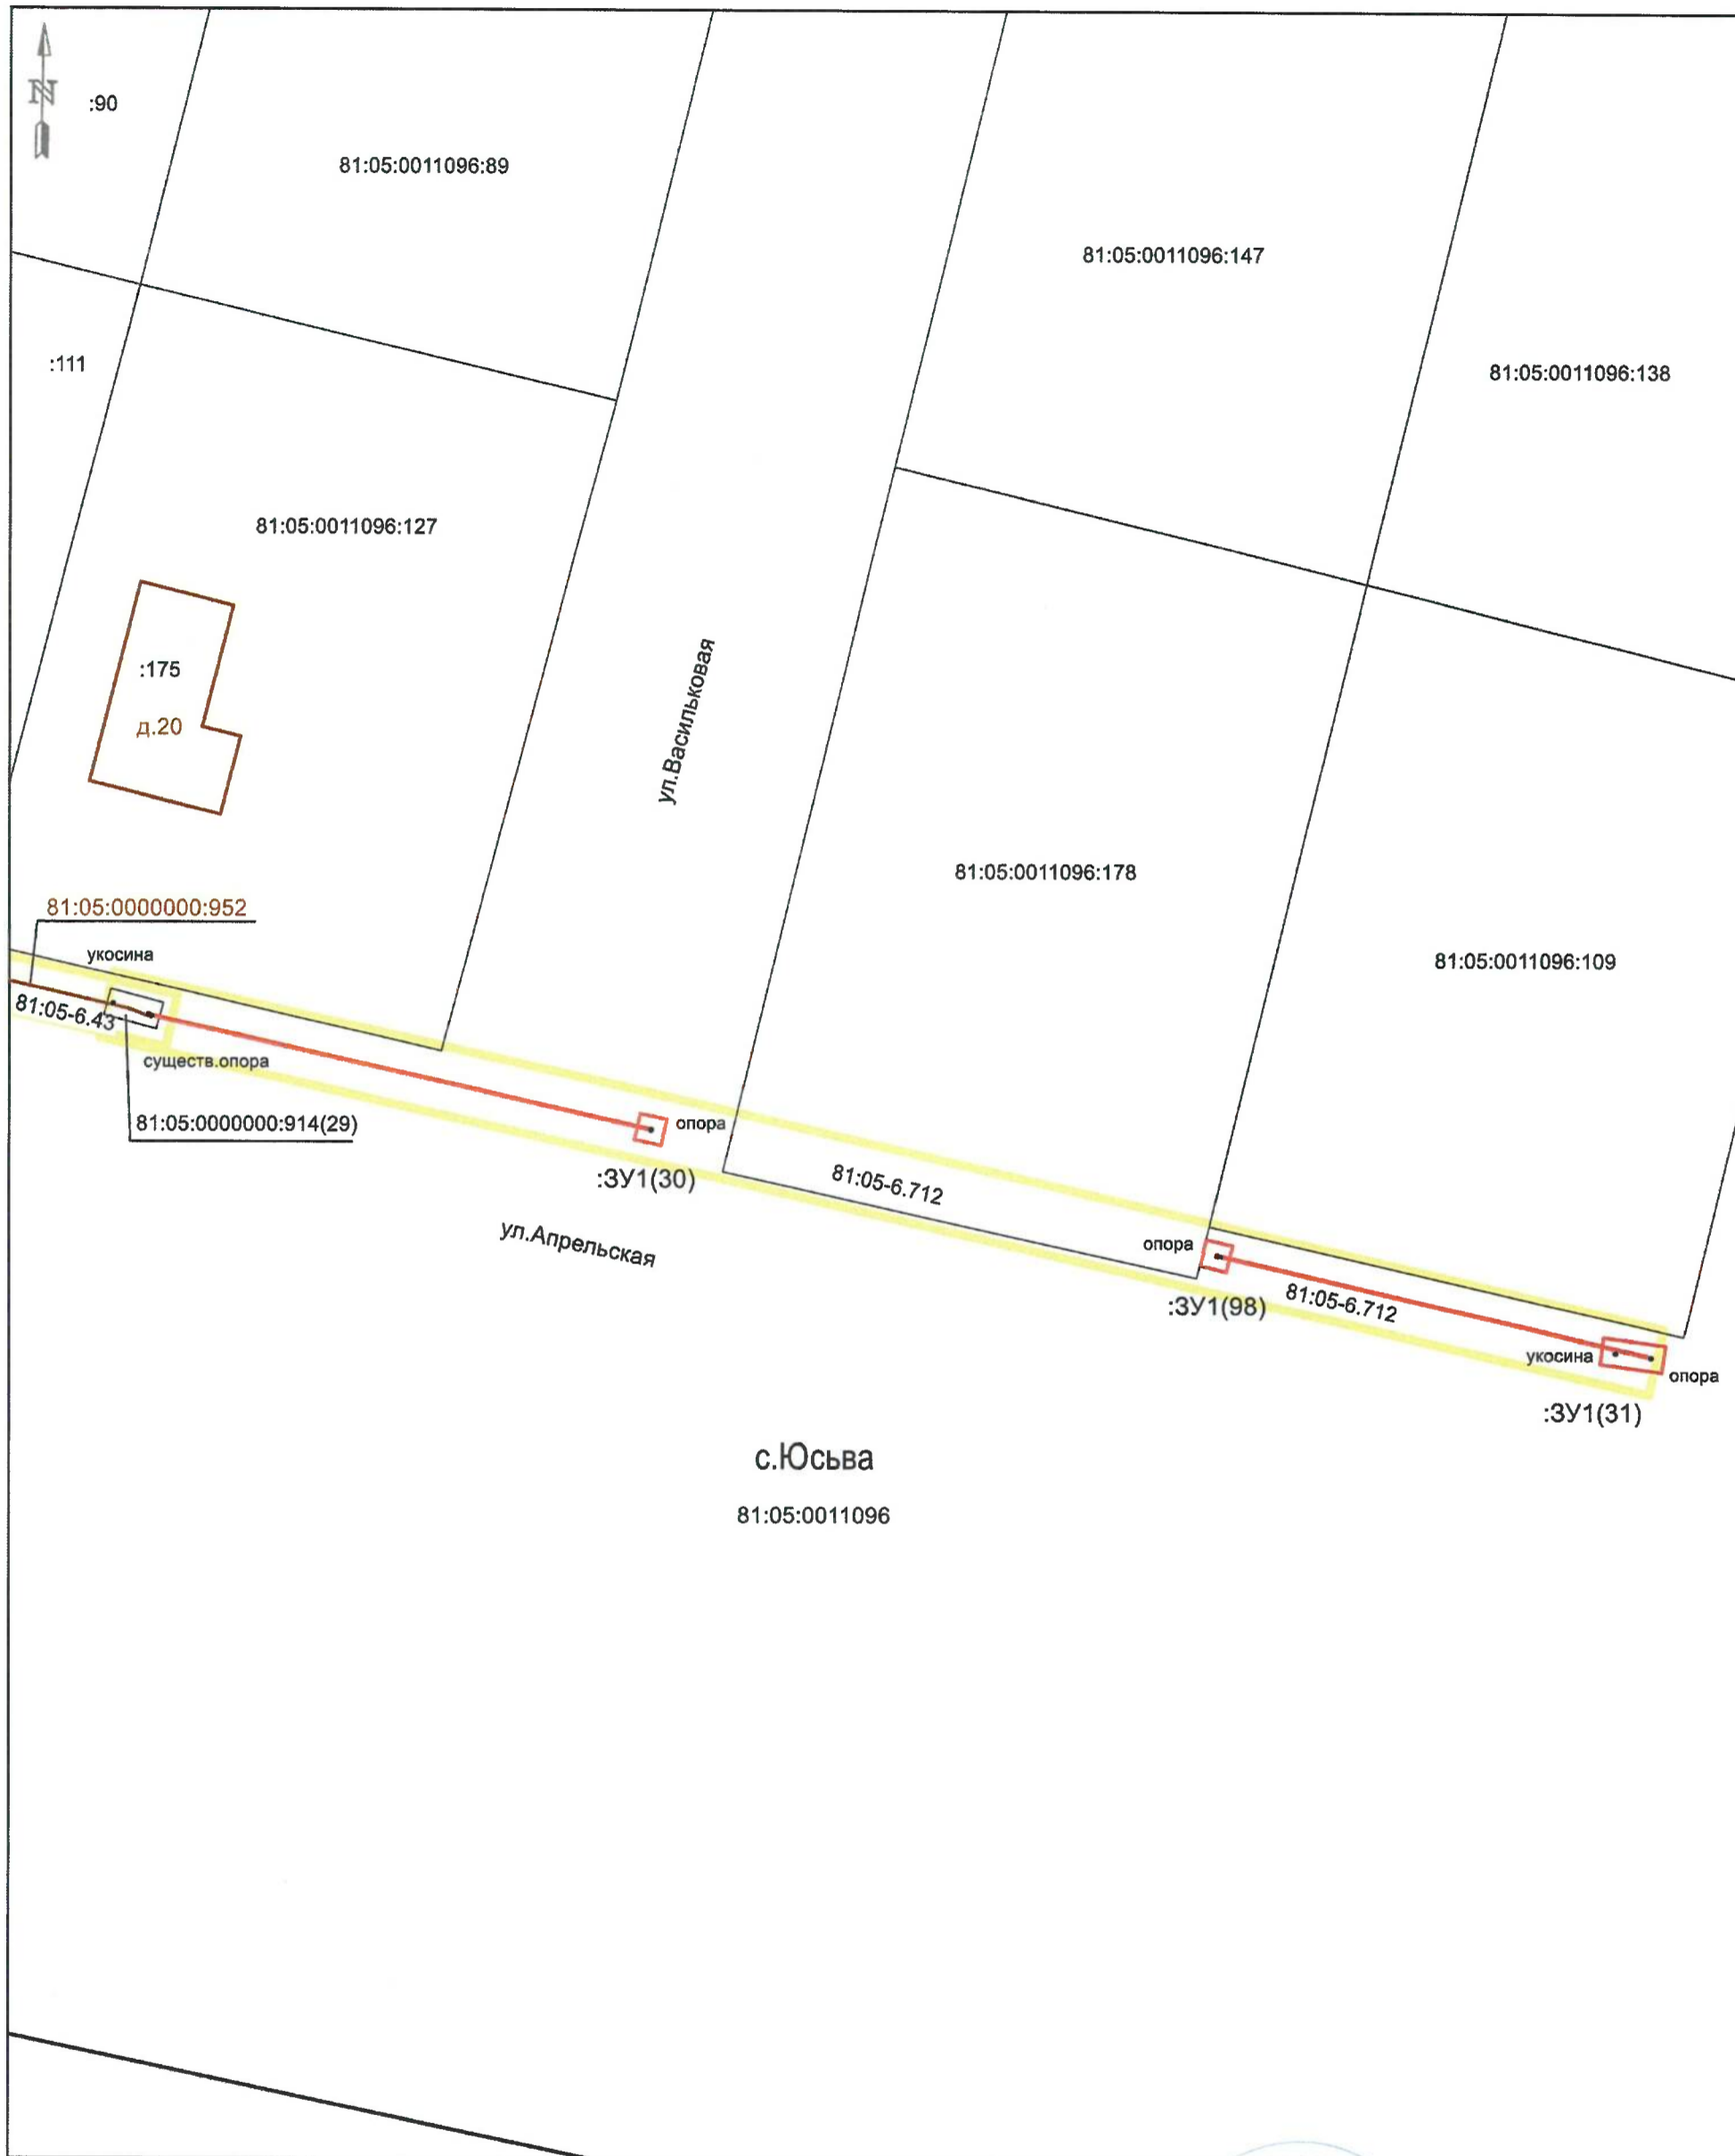 N
:90
81:05:0011096:89
81:05:0011096:147
:111
81:05:0011096:138
81:05:0011096:127
:175
д.20
ул.Васильковая
81:05:0011096:178
81:05:0000000:952
укосина
81:05:0011096:109
81:05-6.43
существ.опора
81:05:0000000:914(29)
опора
:ЗУ1(30)
81:05-6.712
ул.Апрельская
опора
:ЗУ1(98)
81:05-6.712
укосина
опора
:ЗУ1(31)
с.Юсьва
81:05:0011096